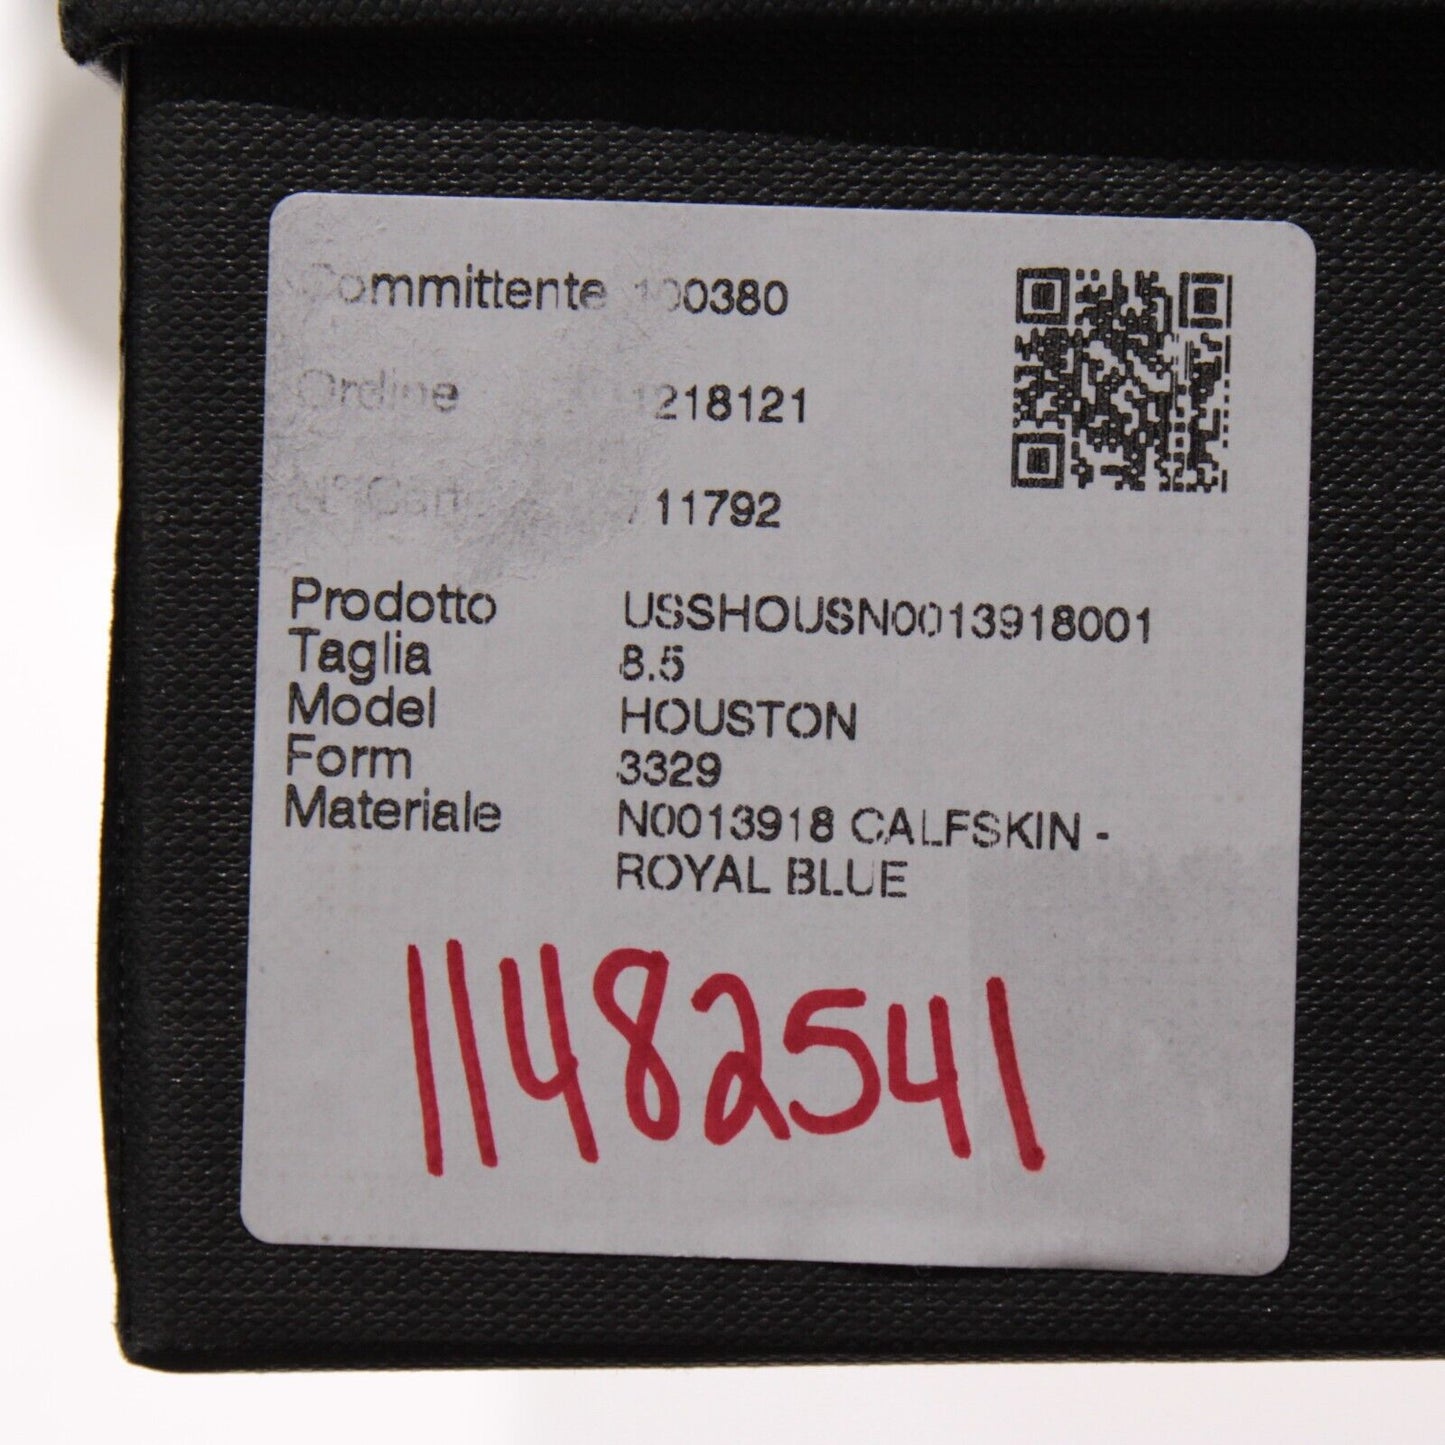 Committente 100380
Ordine 1218121
11792
Prodotto USSHOUSN0013918001
Taglia 8.5
Model HOUSTON
Form 3329
Materiale N0013918 CALFSKIN -
ROYAL BLUE
11482541